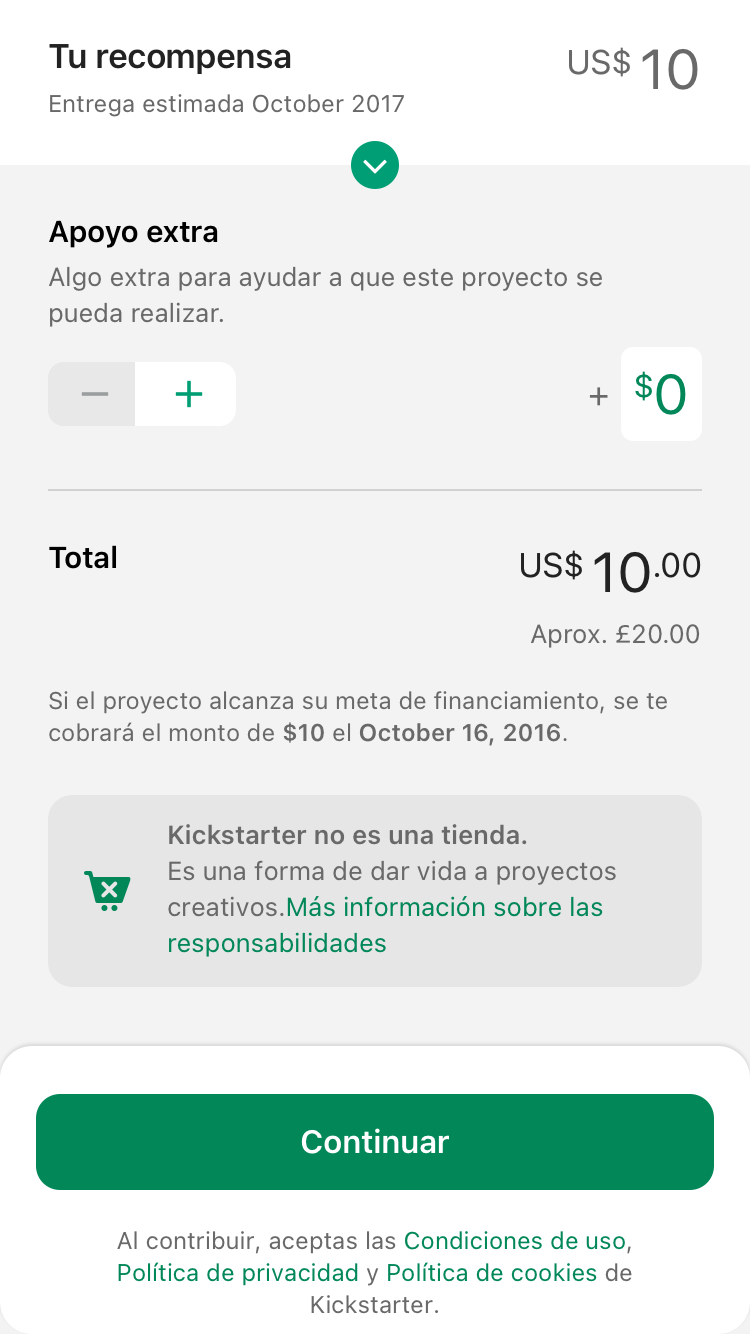 Tu recompensa
US$ 10
Entrega estimada October 2017
Apoyo extra
Algo extra para ayudar a que este proyecto se
pueda realizar.
+ $0
Total
US$ 10.00
Aprox. £20.00
Si el proyecto alcanza su meta de financiamiento, se te
cobrará el monto de $10 el October 16, 2016.
Kickstarter no es una tienda.
Es una forma de dar vida a proyectos
creativos.Más información sobre las
responsabilidades
Continuar
Al contribuir, aceptas las Condiciones de uso,
Política de privacidad y Política de cookies de
Kickstarter.